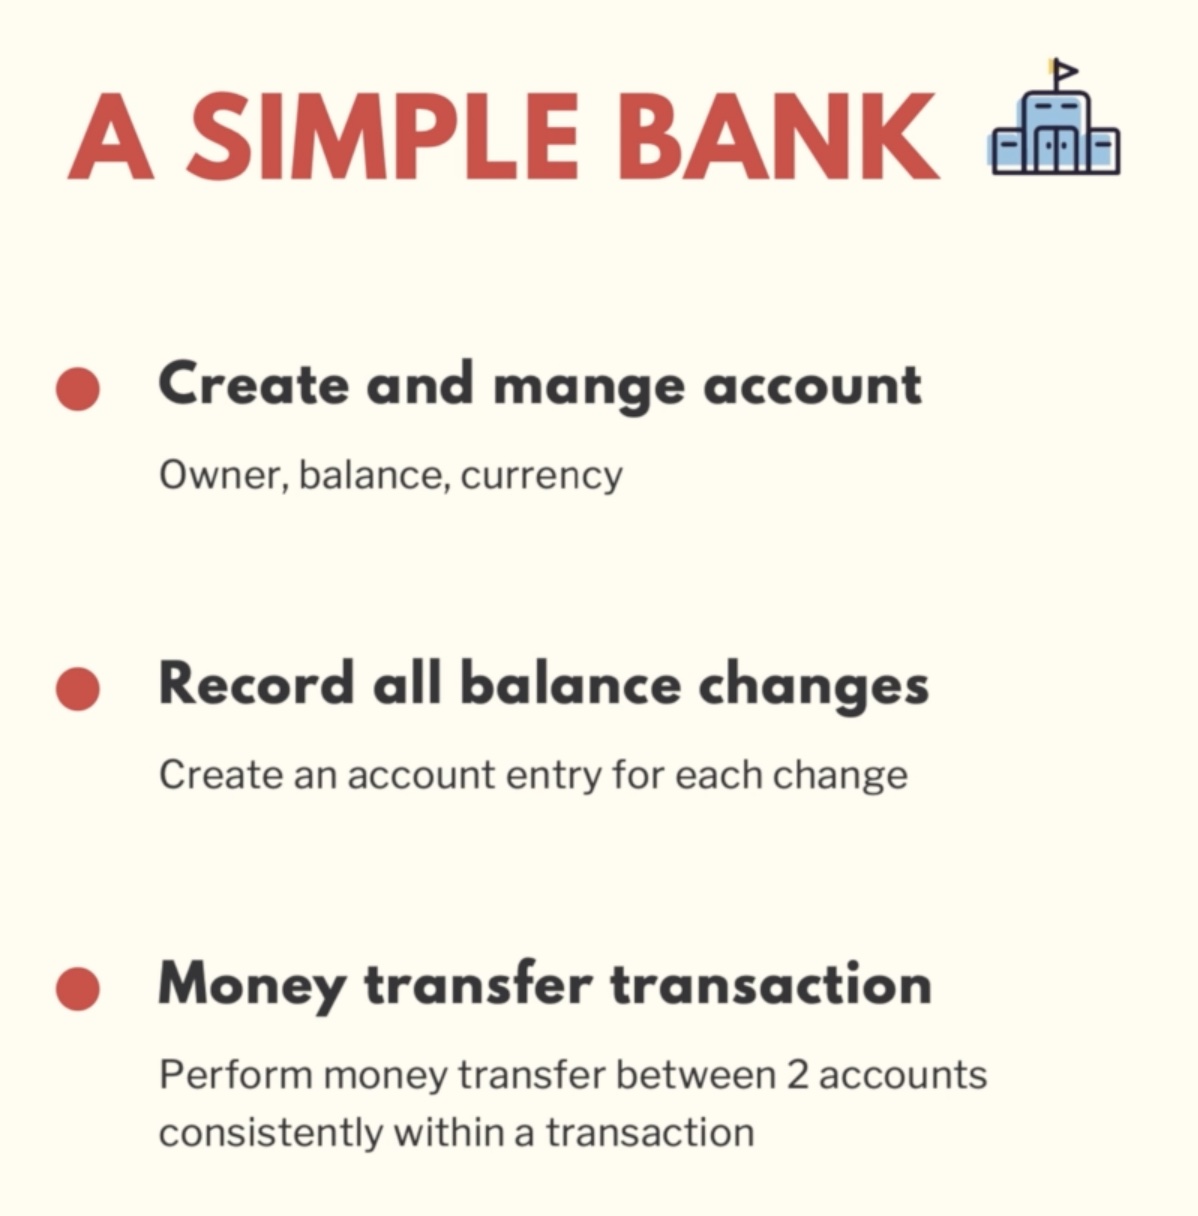 A SIMPLE BANK
Create and mange account
Owner, balance, currency
Record all balance changes
Create an account entry for each change
Money transfer transaction
Perform money transfer between 2 accounts
consistently within a transaction